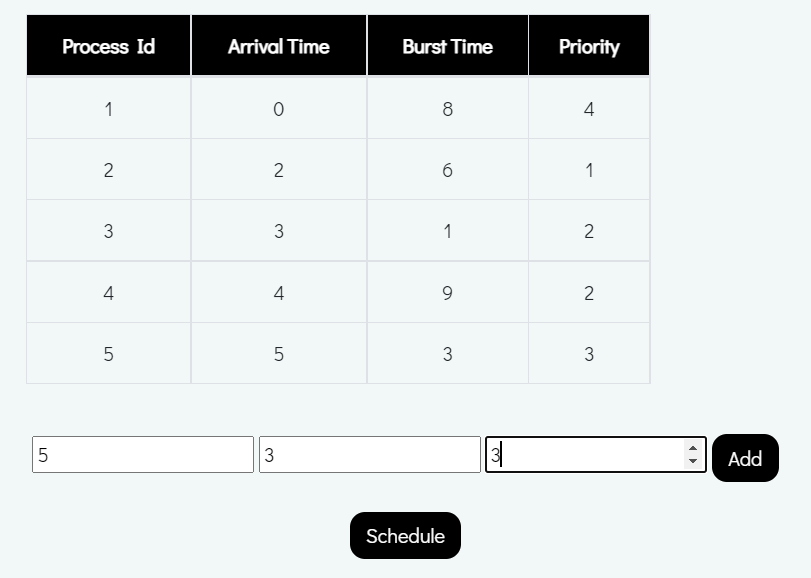 Process Id Arrival Time Burst Time Priority
1 0 8 4
2 2 6 1
3 3 1 2
4 4 9 2
5 5 3 3
5 3 3 Add
Schedule